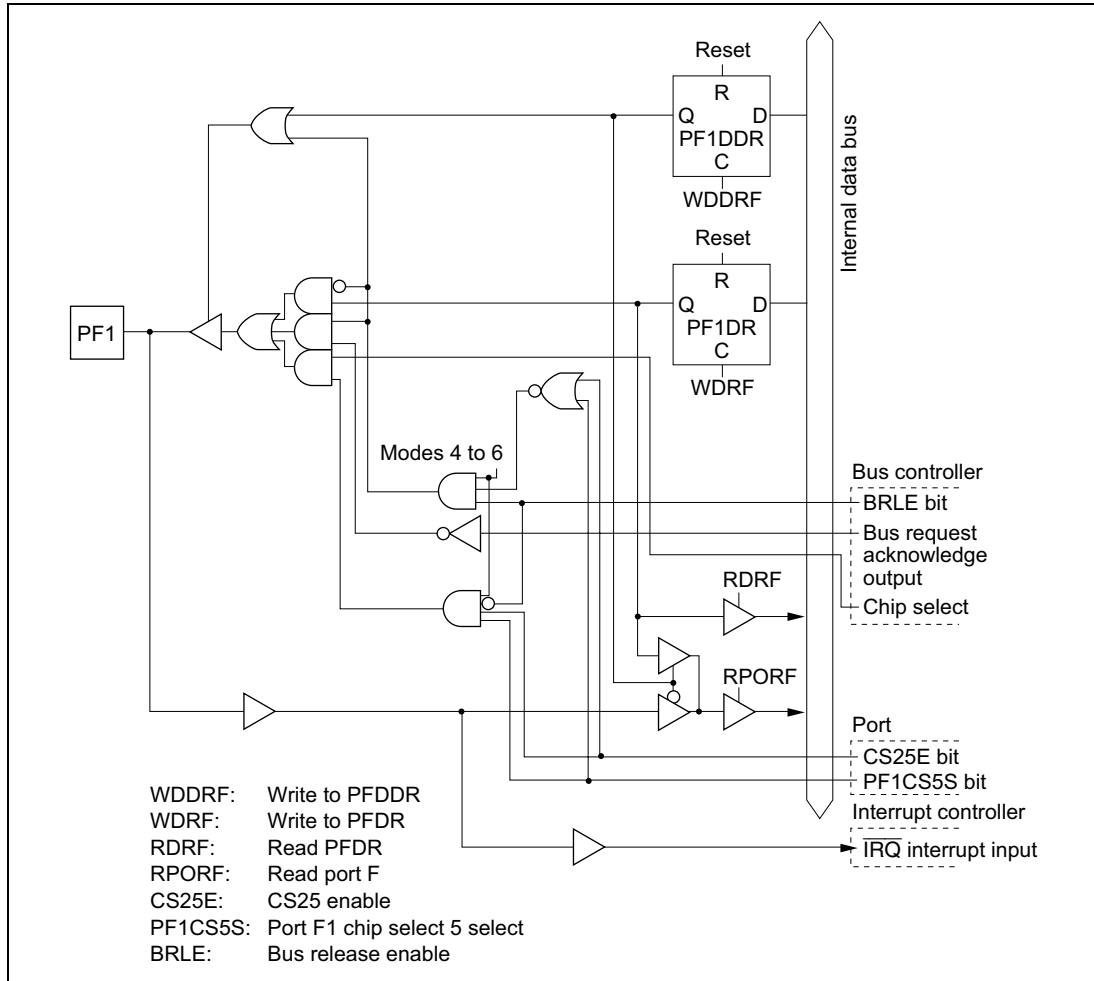 Reset
R
Q D
PF1DDR
C
WDDRF
Internal data bus
Reset
R
Q D
PF1DR
C
WDRF
PF1
Modes 4 to 6
Bus controller
BRLE bit
Bus request
acknowledge
output
Chip select
RDRF
RPORF
Port
CS25E bit
PF1CS5S bit
Interrupt controller
IRQ interrupt input
WDDRF: Write to PFDDR
WDRF: Write to PFDR
RDRF: Read PFDR
RPORF: Read port F
CS25E: CS25 enable
PF1CS5S: Port F1 chip select 5 select
BRLE: Bus release enable